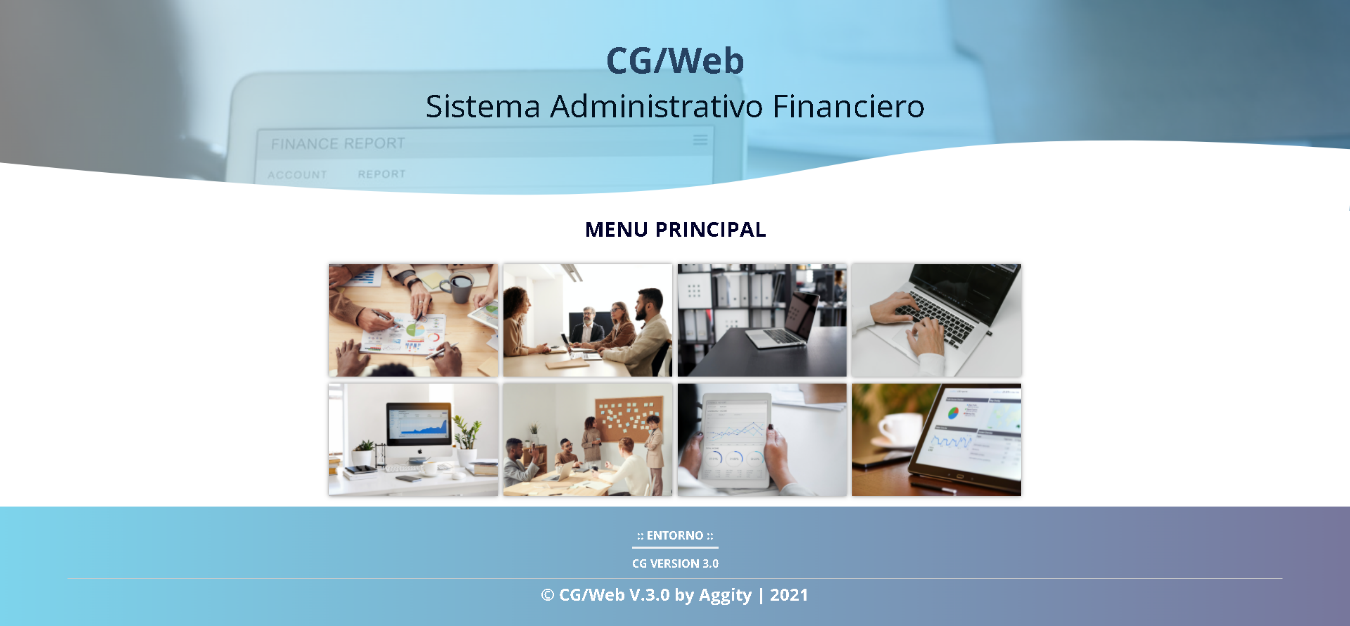 CG/Web
Sistema Administrativo Financiero
FINANCE REPORT
ACCOUNT REPORT
MENU PRINCIPAL
:: ENTORNO ::
CG VERSION 3.0
© CG/Web V.3.0 by Aggity | 2021